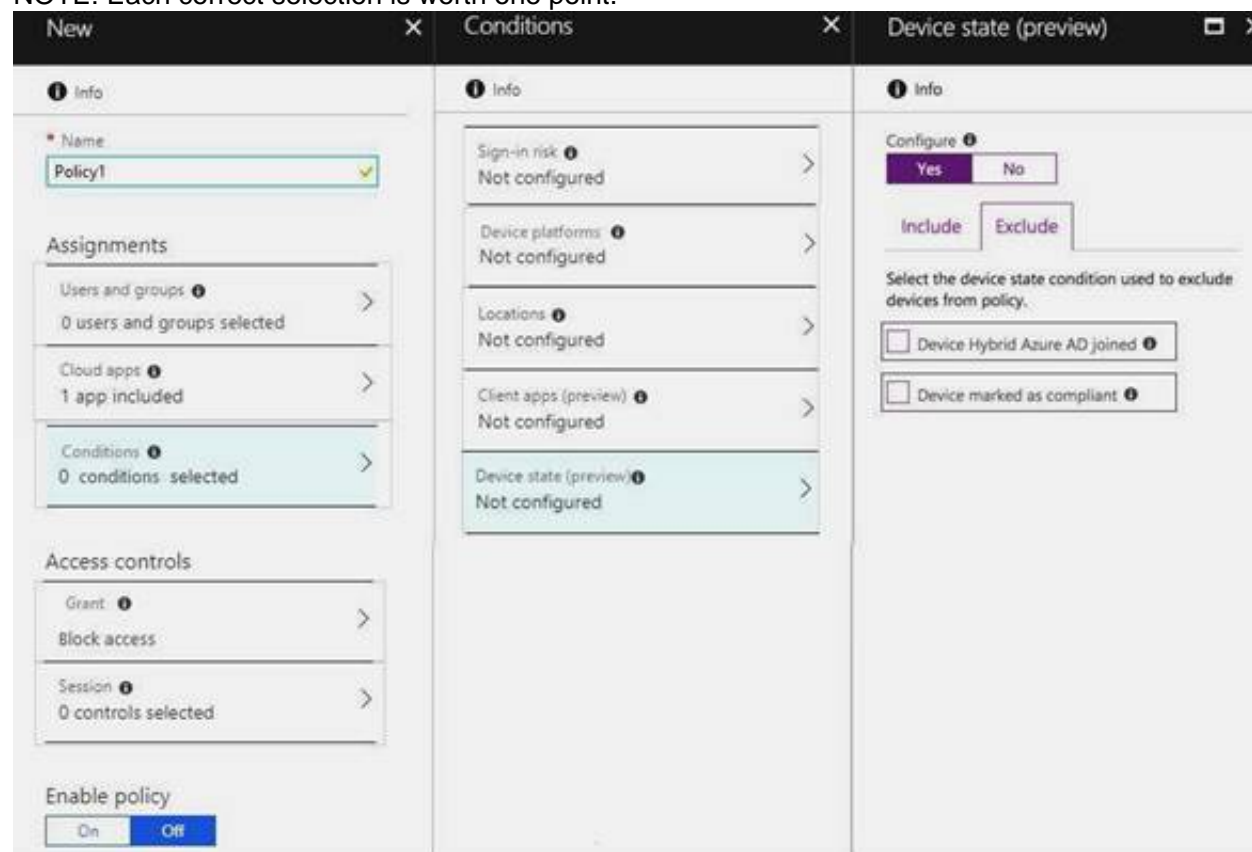 NOTE: Each correct selection is worth one point.
New
Info
* Name
Policy1
Assignments
Users and groups
0 users and groups selected
Cloud apps
1 app included
Conditions
0 conditions selected
Access controls
Grant
Block access
Session
0 controls selected
Enable policy
On Off
Conditions
Info
Sign-in risk
Not configured
Device platforms
Not configured
Locations
Not configured
Client apps (preview)
Not configured
Device state (preview)
Not configured
Device state (preview)
Info
Configure
Yes No
Include Exclude
Select the device state condition used to exclude
devices from policy.
Device Hybrid Azure AD joined
Device marked as compliant